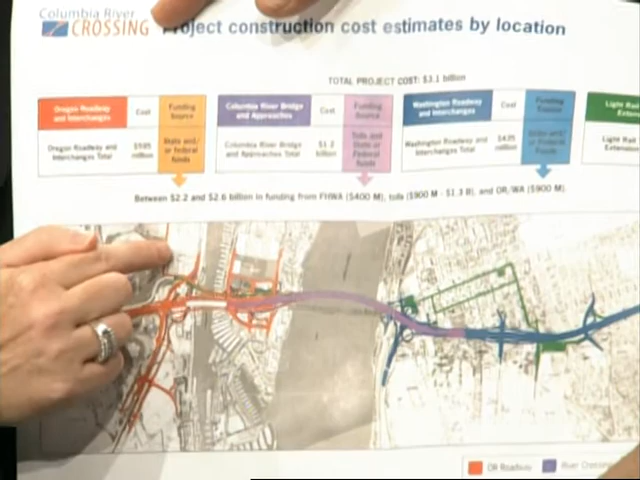 Columbia River
CROSSING
Project construction cost estimates by location
TOTAL PROJECT COST: $3.1 billion
Oregon Roadway and Interchanges
Cost
Funding Source
Oregon Roadway and Interchanges Total
million
State and/or Federal funds
Columbia River Bridge and Approaches
Cost
Funding Source
Columbia River Bridge and Approaches Total
billion
Tolls and State or Federal funds
Washington Roadway and Interchanges
Cost
Funding Source
Washington Roadway and Interchanges Total
million
State and/or Federal Funds
Light Rail
Light Rail
Extension
Between $2.2 and $2.6 billion in funding from FHWA ($400 M), tolls ($900 M - $1.3 B), and OR/WA ($900 M).
OR Roadway
River Crossing